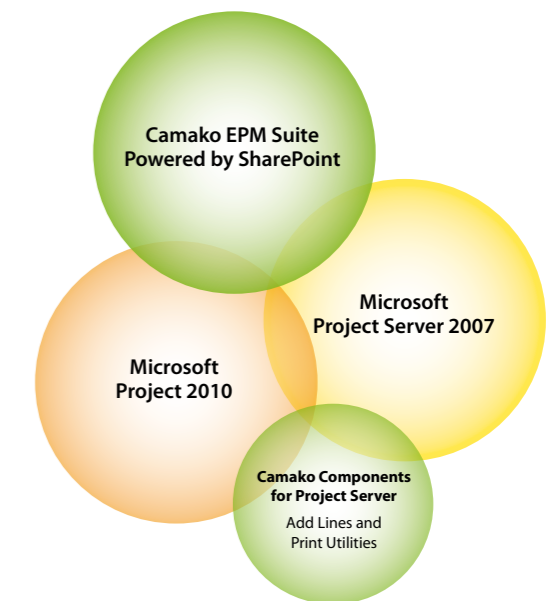 Camako EPM Suite
Powered by SharePoint
Microsoft
Project Server 2007
Microsoft
Project 2010
Camako Components
for Project Server
Add Lines and
Print Utilities